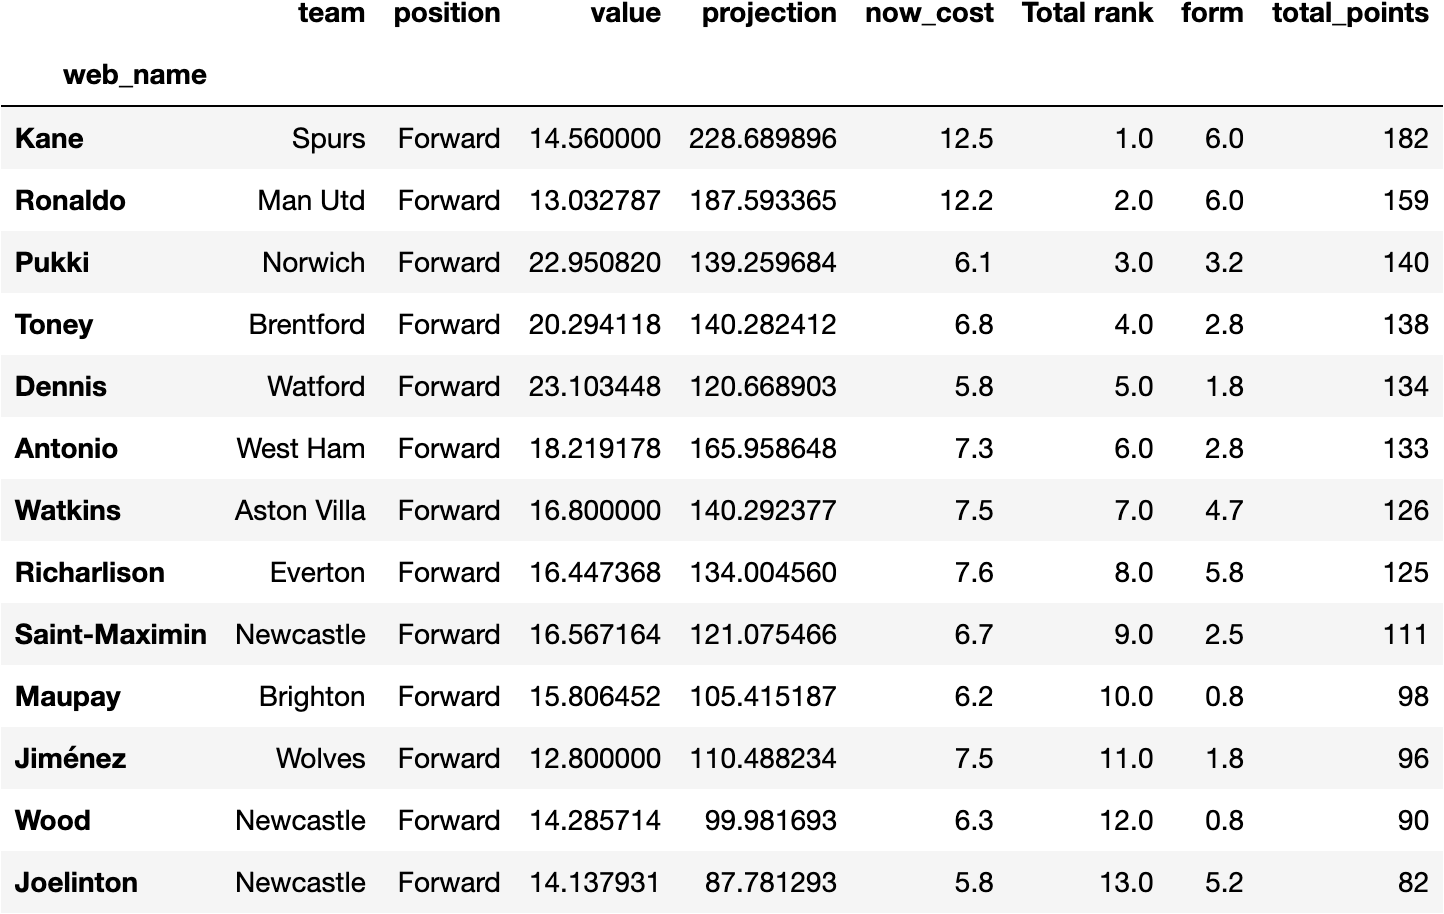 team position value projection now_cost Total rank form total_points
web_name
Kane Spurs Forward 14.560000 228.689896 12.5 1.0 6.0 182
Ronaldo Man Utd Forward 13.032787 187.593365 12.2 2.0 6.0 159
Pukki Norwich Forward 22.950820 139.259684 6.1 3.0 3.2 140
Toney Brentford Forward 20.294118 140.282412 6.8 4.0 2.8 138
Dennis Watford Forward 23.103448 120.668903 5.8 5.0 1.8 134
Antonio West Ham Forward 18.219178 165.958648 7.3 6.0 2.8 133
Watkins Aston Villa Forward 16.800000 140.292377 7.5 7.0 4.7 126
Richarlison Everton Forward 16.447368 134.004560 7.6 8.0 5.8 125
Saint-Maximin Newcastle Forward 16.567164 121.075466 6.7 9.0 2.5 111
Maupay Brighton Forward 15.806452 105.415187 6.2 10.0 0.8 98
Jiménez Wolves Forward 12.800000 110.488234 7.5 11.0 1.8 96
Wood Newcastle Forward 14.285714 99.981693 6.3 12.0 0.8 90
Joelinton Newcastle Forward 14.137931 87.781293 5.8 13.0 5.2 82